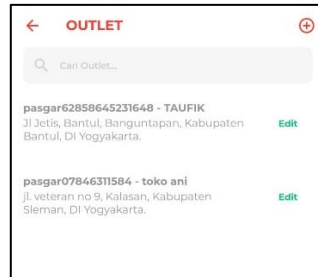 OUTLET
Cari Outlet...
pasgar62858645231648 - TAUFIK
Jl Jetis, Bantul, Banguntapan, Kabupaten
Bantul, DI Yogyakarta.
Edit
pasgar07846311584 - toko ani
jl. veteran no 9, Kalasan, Kabupaten
Sleman, DI Yogyakarta.
Edit